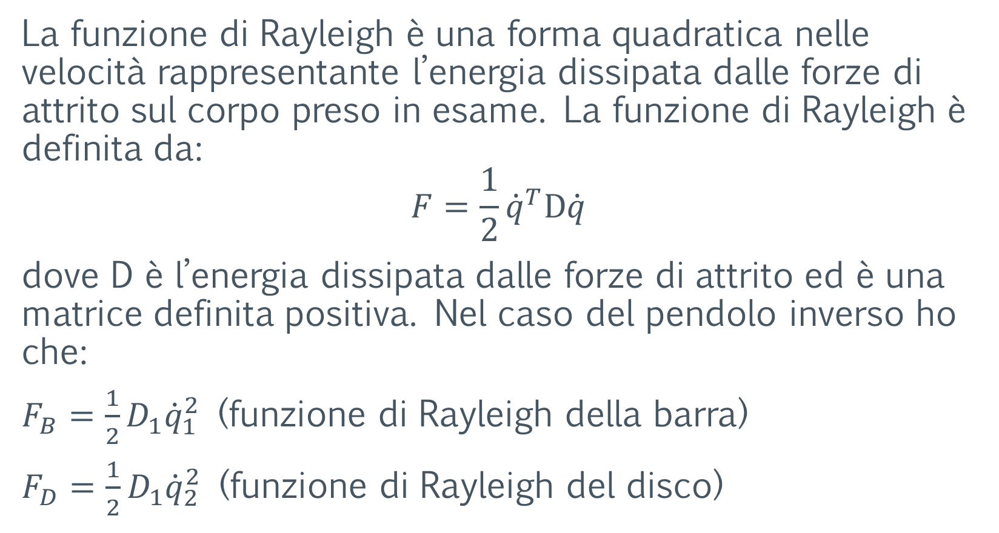 La funzione di Rayleigh è una forma quadratica nelle
velocità rappresentante l’energia dissipata dalle forze di
attrito sul corpo preso in esame. La funzione di Rayleigh è
definita da:
$F = \frac{1}{2} \dot{q}^T \mathrm{D} \dot{q}$
dove D è l’energia dissipata dalle forze di attrito ed è una
matrice definita positiva. Nel caso del pendolo inverso ho
che:
$F_B = \frac{1}{2} D_1 \dot{q}_1^2$ (funzione di Rayleigh della barra)
$F_D = \frac{1}{2} D_1 \dot{q}_2^2$ (funzione di Rayleigh del disco)